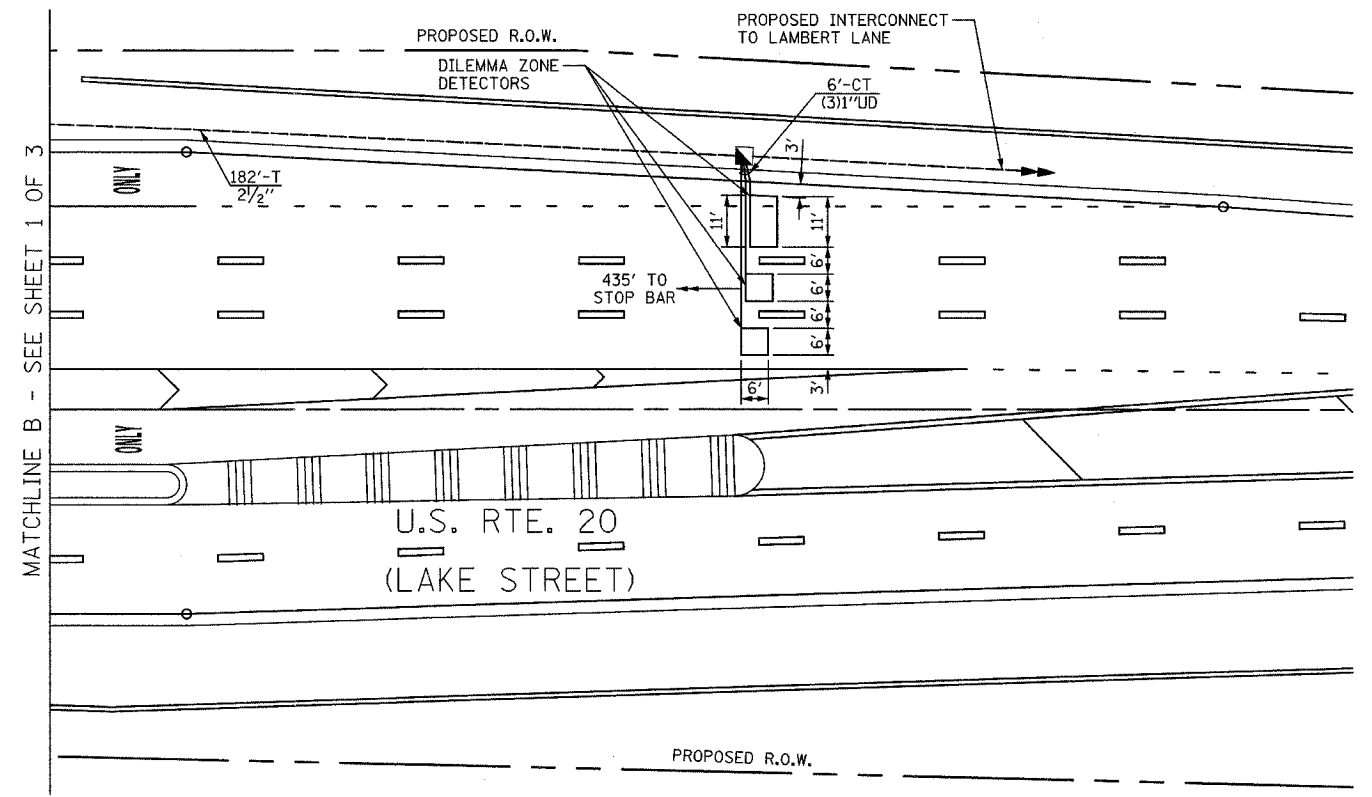 PROPOSED INTERCONNECT
TO LAMBERT LANE
PROPOSED R.O.W.
DILEMMA ZONE
DETECTORS
6'-CT
(3)1"UD
3'
MATCHLINE B - SEE SHEET 1 OF 3
ONLY
182'-T
2 1/2"
11'
11'
6'
435' TO
STOP BAR
6'
6'
6'
6'
3'
ONLY
U.S. RTE. 20
(LAKE STREET)
PROPOSED R.O.W.